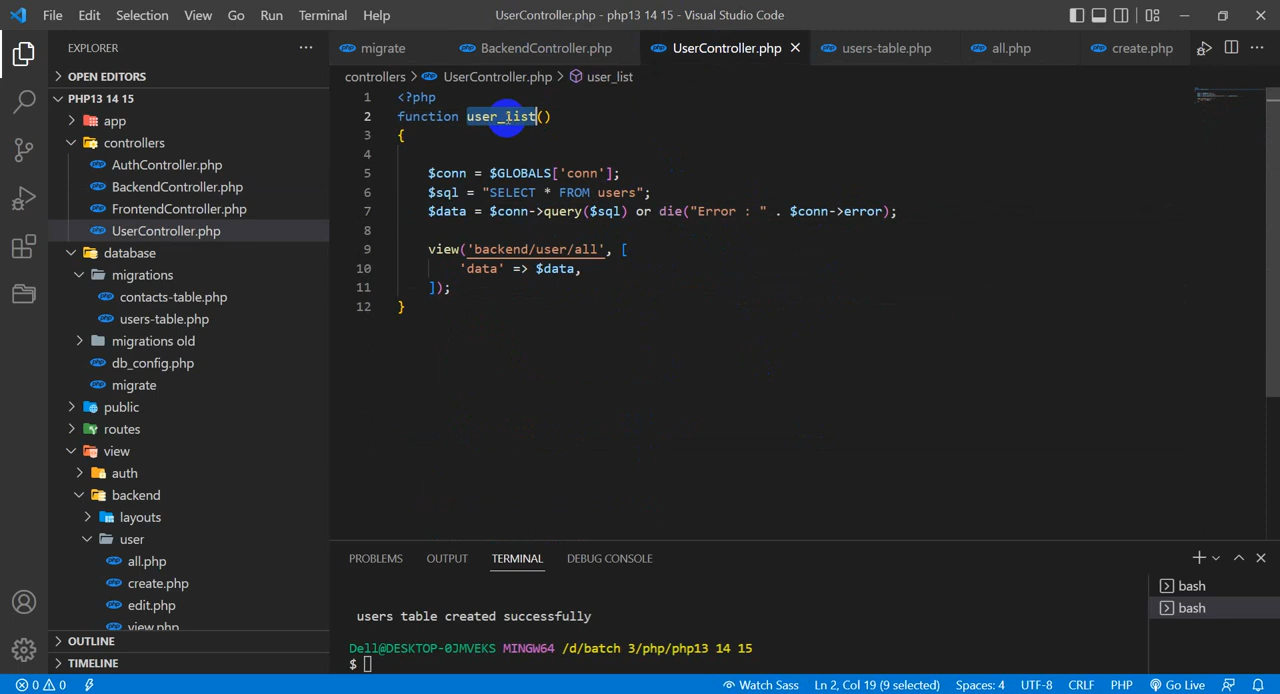 File Edit Selection View Go Run Terminal Help UserController.php - php13 14 15 - Visual Studio Code
EXPLORER
OPEN EDITORS
PHP13 14 15
app
controllers
AuthController.php
BackendController.php
FrontendController.php
UserController.php
database
migrations
contacts-table.php
users-table.php
migrations old
db_config.php
migrate
public
routes
view
auth
backend
layouts
user
all.php
create.php
edit.php
view.php
OUTLINE
TIMELINE
migrate BackendController.php UserController.php users-table.php all.php create.php
controllers > UserController.php > user_list
1 <?php
2 function user_list()
3 {
4
5 $conn = $GLOBALS['conn'];
6 $sql = "SELECT * FROM users";
7 $data = $conn->query($sql) or die("Error : " . $conn->error);
8
9 view('backend/user/all', [
10 'data' => $data,
11 ]);
12 }
PROBLEMS OUTPUT TERMINAL DEBUG CONSOLE
users table created successfully
Dell@DESKTOP-0JMVEKS MINGW64 /d/batch 3/php/php13 14 15
$
bash
bash
0 0 Watch Sass Ln 2, Col 19 (9 selected) Spaces: 4 UTF-8 CRLF PHP Go Live